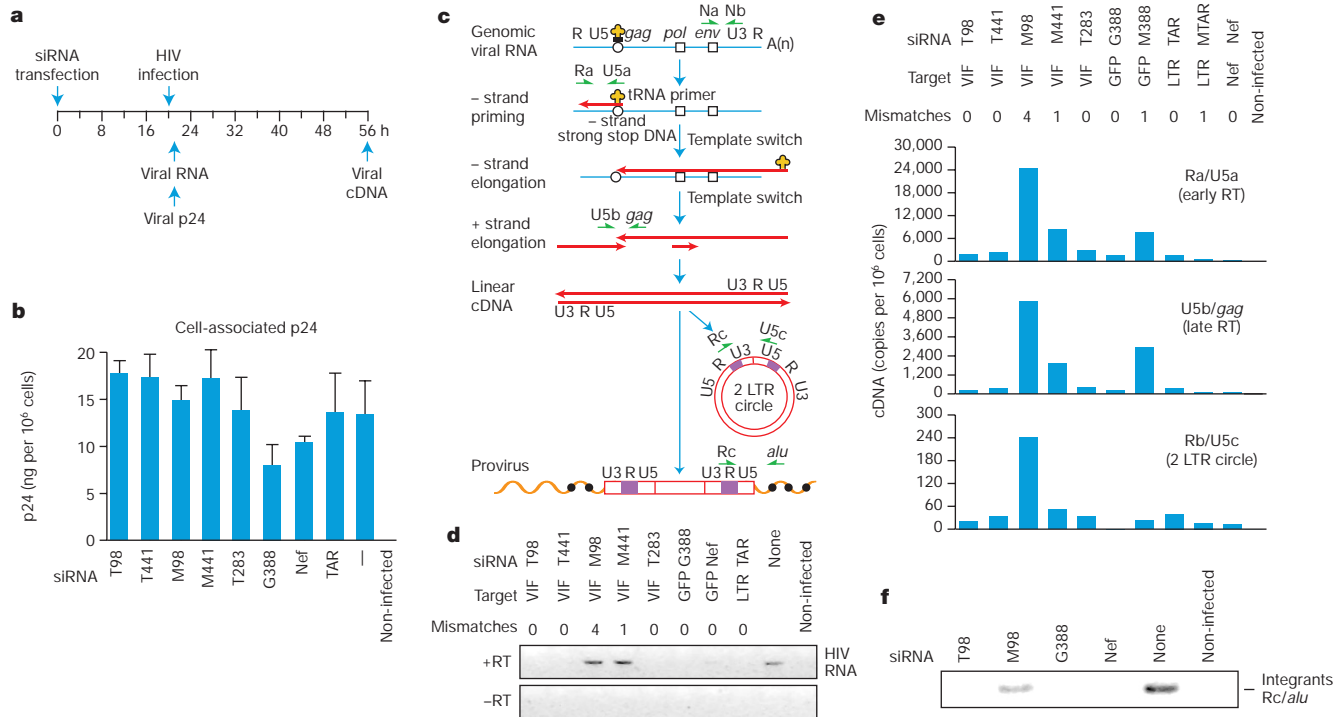 a
siRNA transfection
HIV infection
0 8 16 24 32 40 48 56 h
Viral RNA
Viral cDNA
Viral p24
b
Cell-associated p24
p24 (ng per 10⁶ cells)
20
15
10
5
0
siRNA
T98 T441 M98 M441 T283 G388 Nef TAR — Non-infected
c
Na Nb
Genomic viral RNA
R U5 gag pol env U3 R A(n)
Ra U5a
tRNA primer
– strand priming
– strand strong stop DNA
Template switch
– strand elongation
Template switch
U5b gag
+ strand elongation
Linear cDNA
U3 R U5
U3 R U5
Rc U5c
U5 R U3 U5 R U3
2 LTR circle
Rc alu
Provirus
U3 R U5 U3 R U5
d
siRNA T98 T441 M98 M441 T283 GFP G388 GFP Nef LTR TAR None Non-infected
Target VIF VIF VIF VIF VIF
Mismatches 0 0 4 1 0 0 0 0
+RT
HIV RNA
–RT
e
siRNA T98 T441 M98 M441 T283 G388 M388 TAR MTAR Nef Non-infected
Target VIF VIF VIF VIF VIF GFP GFP LTR LTR Nef
Mismatches 0 0 4 1 0 0 1 0 1 0
cDNA (copies per 10⁶ cells)
30,000
24,000
18,000
12,000
6,000
0
Ra/U5a (early RT)
7,200
6,000
4,800
3,600
2,400
1,200
0
U5b/gag (late RT)
300
240
180
120
60
0
Rb/U5c (2 LTR circle)
f
siRNA T98 M98 G388 Nef None Non-infected
Integrants Rc/alu